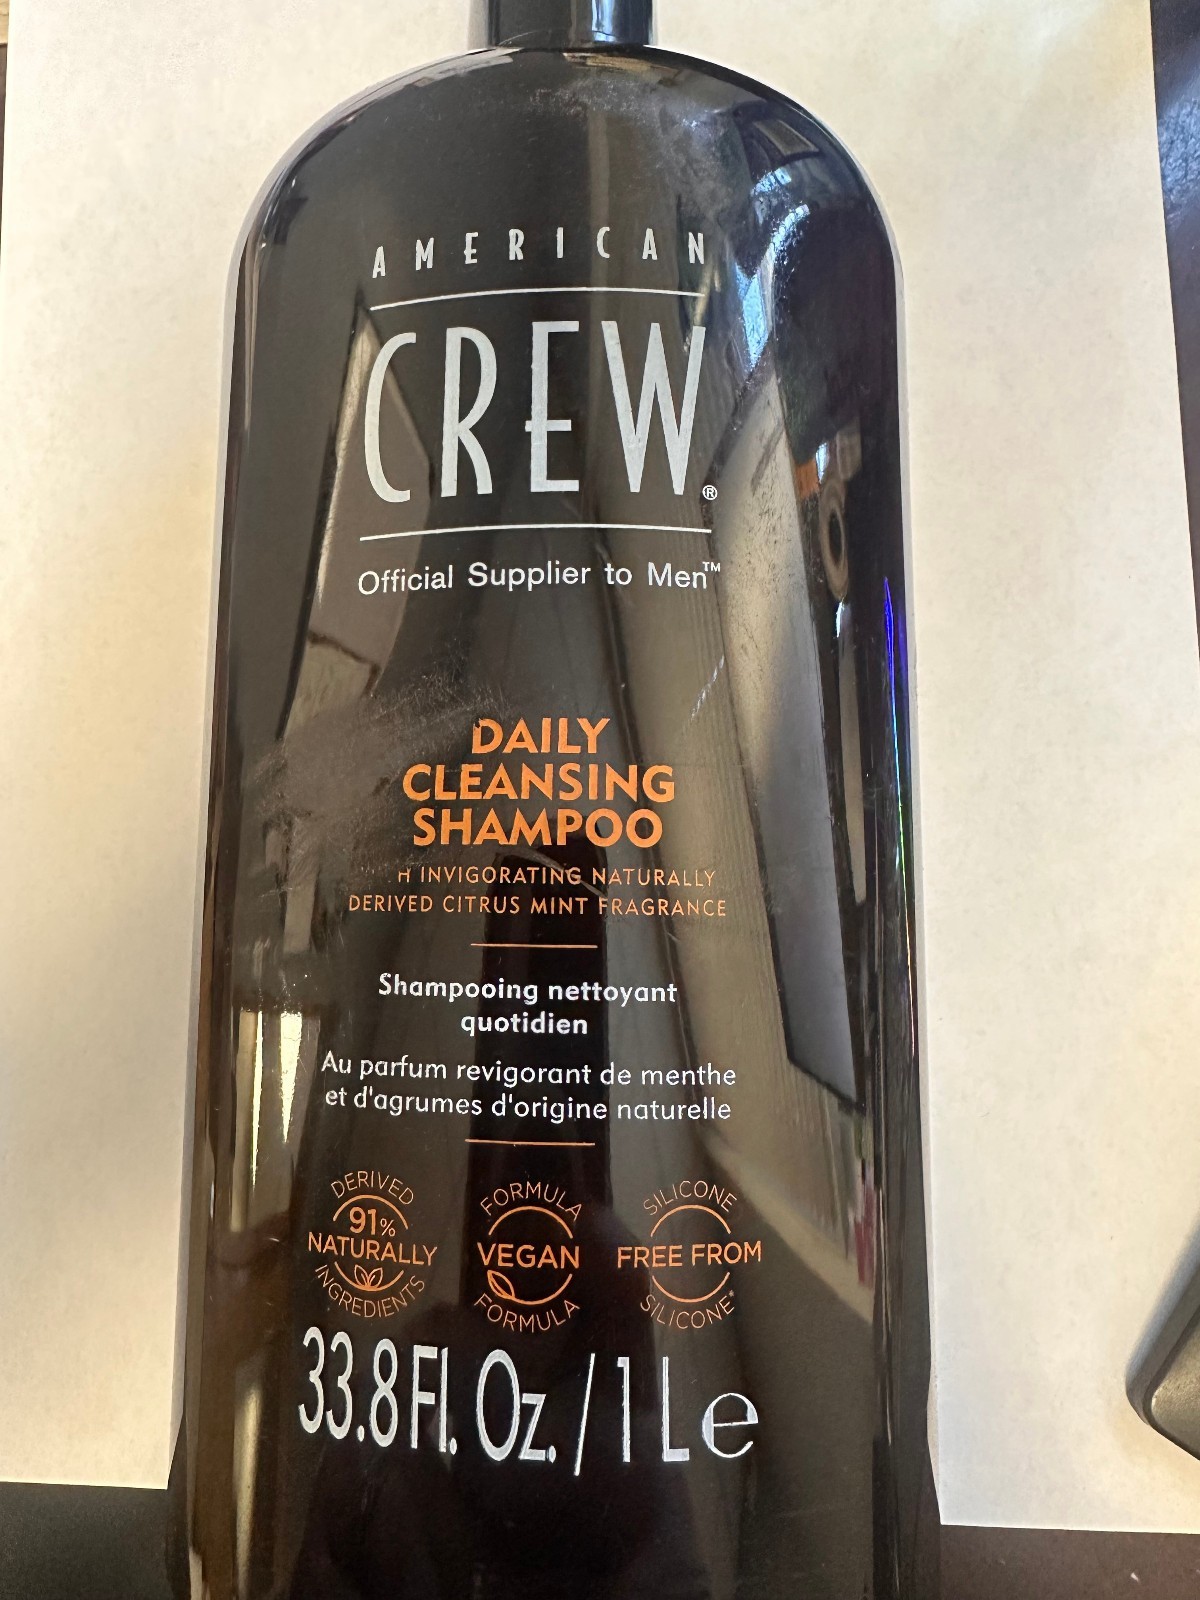 AMERICAN
CREW®
Official Supplier to Men™
DAILY
CLEANSING
SHAMPOO
H INVIGORATING NATURALLY
DERIVED CITRUS MINT FRAGRANCE
Shampooing nettoyant
quotidien
Au parfum revigorant de menthe
et d'agrumes d'origine naturelle
DERIVED
91%
NATURALLY
INGREDIENTS
FORMULA
VEGAN
FORMULA
SILICONE
FREE FROM
SILICONE*
33.8 Fl. Oz. / 1 L e